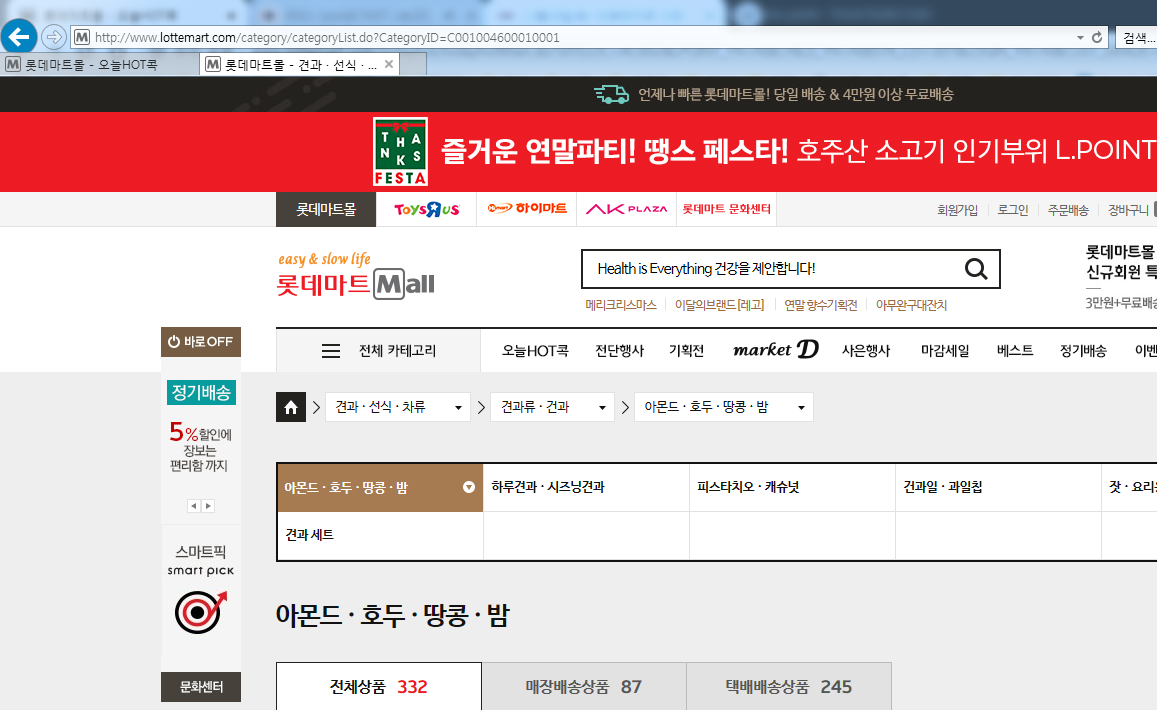 http://www.lottemart.com/category/categoryList.do?CategoryID=C001004600010001
검색...
롯데마트몰 - 오늘HOT콕
롯데마트몰 - 견과 · 선식 · ...
언제나 빠른 롯데마트몰! 당일 배송 & 4만원 이상 무료배송
THANKS FESTA
즐거운 연말파티! 땡스 페스타! 호주산 소고기 인기부위 L.POINT
롯데마트몰 TOYSЯUS 하이마트 AK PLAZA 롯데마트 문화센터
회원가입 로그인 주문배송 장바구니
easy & slow life
롯데마트 Mall
Health is Everything 건강을 제안합니다!
메리크리스마스 이달의브랜드[레고] 연말 향수기획전 아무완구대잔치
롯데마트몰
신규회원 특
3만원+무료배송
바로OFF
전체 카테고리 오늘HOT콕 전단행사 기획전 market D 사은행사 마감세일 베스트 정기배송 이벤
정기배송
5%할인에
장보는
편리함 까지
스마트픽
smart pick
문화센터
견과 · 선식 · 차류 견과류 · 건과 아몬드 · 호두 · 땅콩 · 밤
아몬드 · 호두 · 땅콩 · 밤 하루견과 · 시즈닝견과 피스타치오 · 캐슈넛 건과일 · 과일칩 잣 · 요리용
견과 세트
아몬드 · 호두 · 땅콩 · 밤
전체상품 332 매장배송상품 87 택배배송상품 245